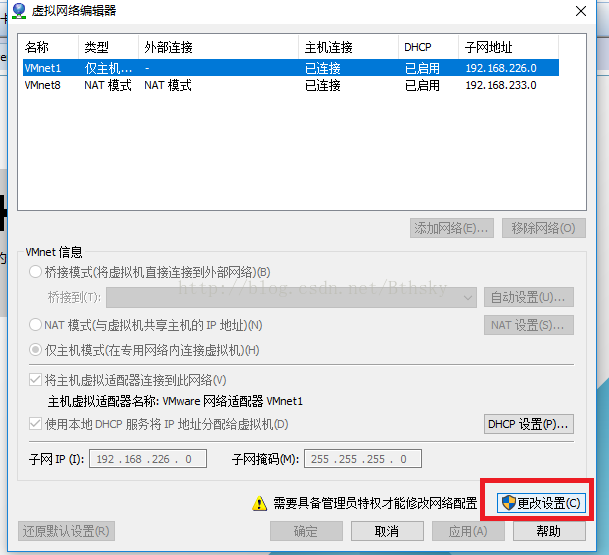 虚拟网络编辑器
名称 类型 外部连接 主机连接 DHCP 子网地址
VMnet1 仅主机... - 已连接 已启用 192.168.226.0
VMnet8 NAT 模式 NAT 模式 已连接 已启用 192.168.233.0
添加网络(E)... 移除网络(O)
VMnet 信息
桥接模式(将虚拟机直接连接到外部网络)(B)
桥接到(T): 自动设置(U)...
http://blog.csdn.net/Bthsky
NAT 模式(与虚拟机共享主机的 IP 地址)(N) NAT 设置(S)...
仅主机模式(在专用网络内连接虚拟机)(H)
将主机虚拟适配器连接到此网络(V)
主机虚拟适配器名称: VMware 网络适配器 VMnet1
使用本地 DHCP 服务将 IP 地址分配给虚拟机(D) DHCP 设置(P)...
子网 IP (I): 192 .168 .226 . 0 子网掩码(M): 255 .255 .255 . 0
需要具备管理员特权才能修改网络配置 更改设置(C)
还原默认设置(R) 确定 取消 应用(A) 帮助